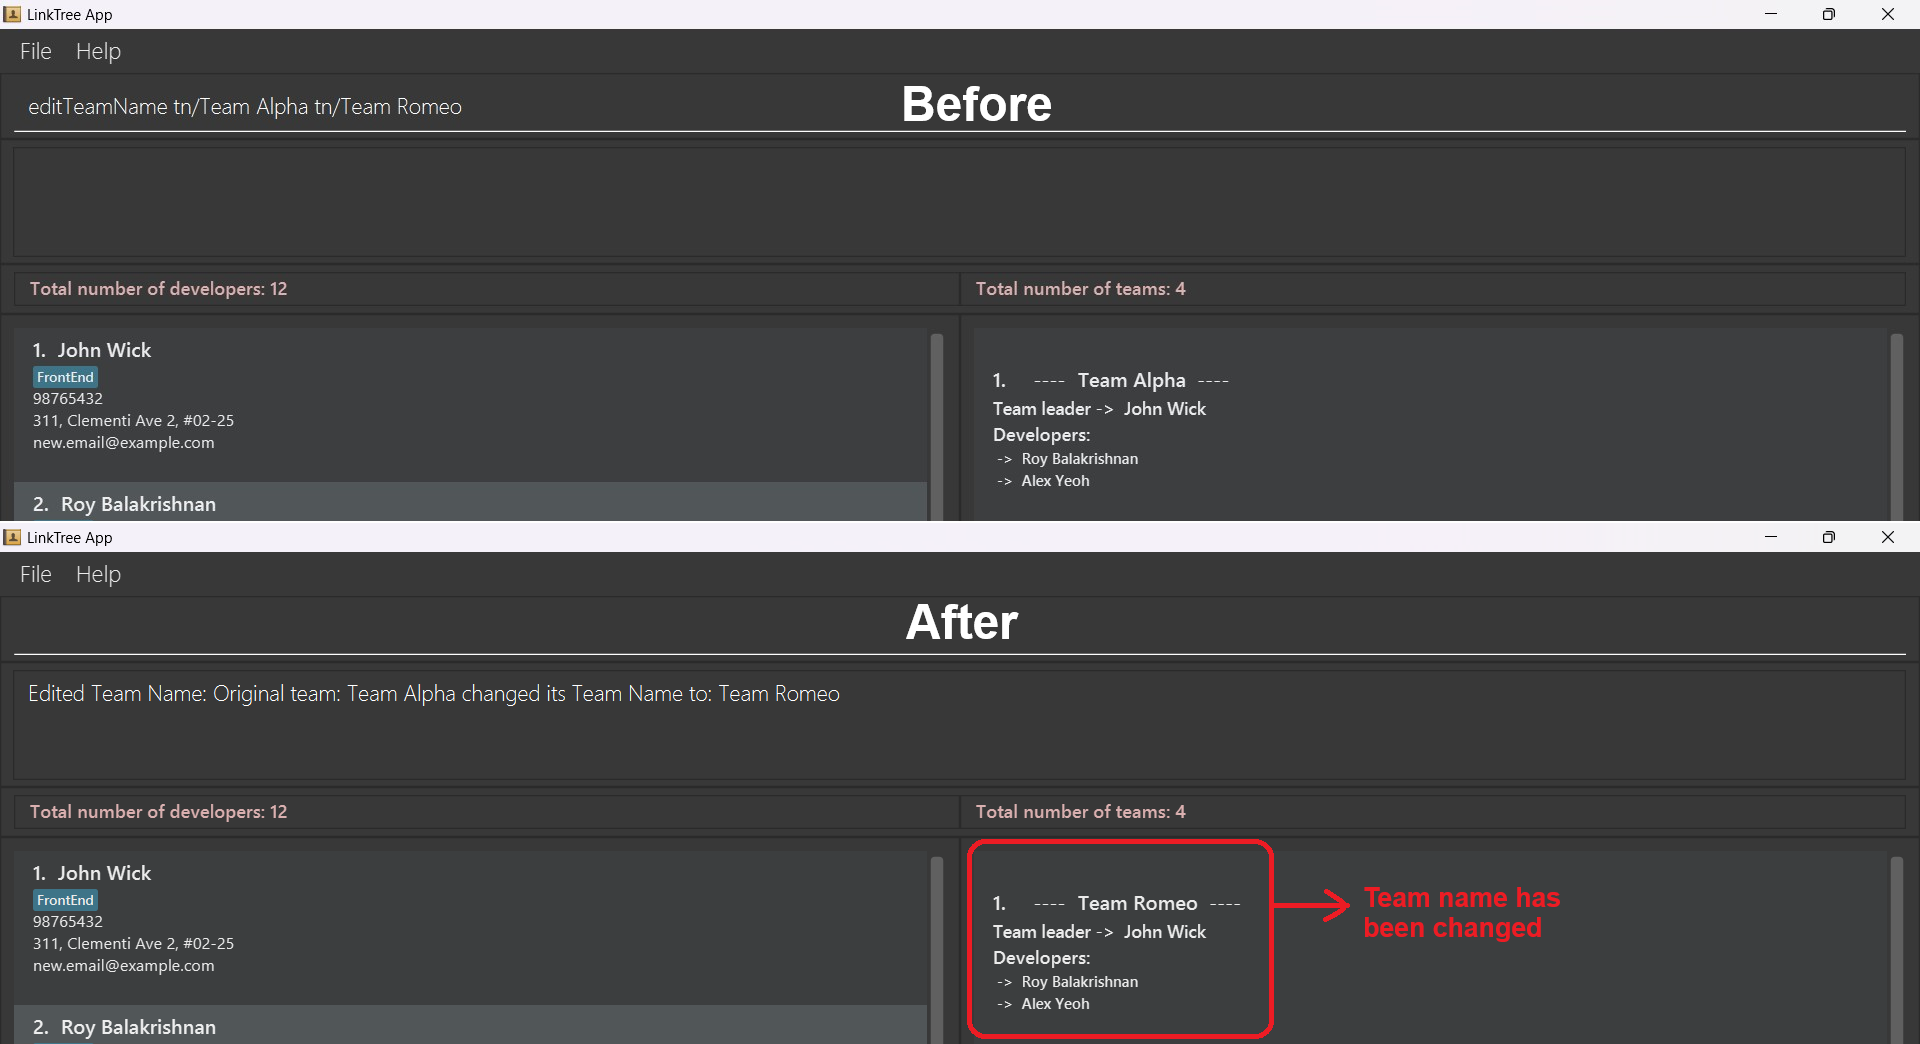 LinkTree App
File Help
editTeamName tn/Team Alpha tn/Team Romeo
Before
Total number of developers: 12
Total number of teams: 4
1. John Wick
FrontEnd
98765432
311, Clementi Ave 2, #02-25
new.email@example.com
2. Roy Balakrishnan
1. ---- Team Alpha ----
Team leader -> John Wick
Developers:
-> Roy Balakrishnan
-> Alex Yeoh
LinkTree App
File Help
After
Edited Team Name: Original team: Team Alpha changed its Team Name to: Team Romeo
Total number of developers: 12
Total number of teams: 4
1. John Wick
FrontEnd
98765432
311, Clementi Ave 2, #02-25
new.email@example.com
2. Roy Balakrishnan
1. ---- Team Romeo ----
Team leader -> John Wick
Developers:
-> Roy Balakrishnan
-> Alex Yeoh
Team name has
been changed